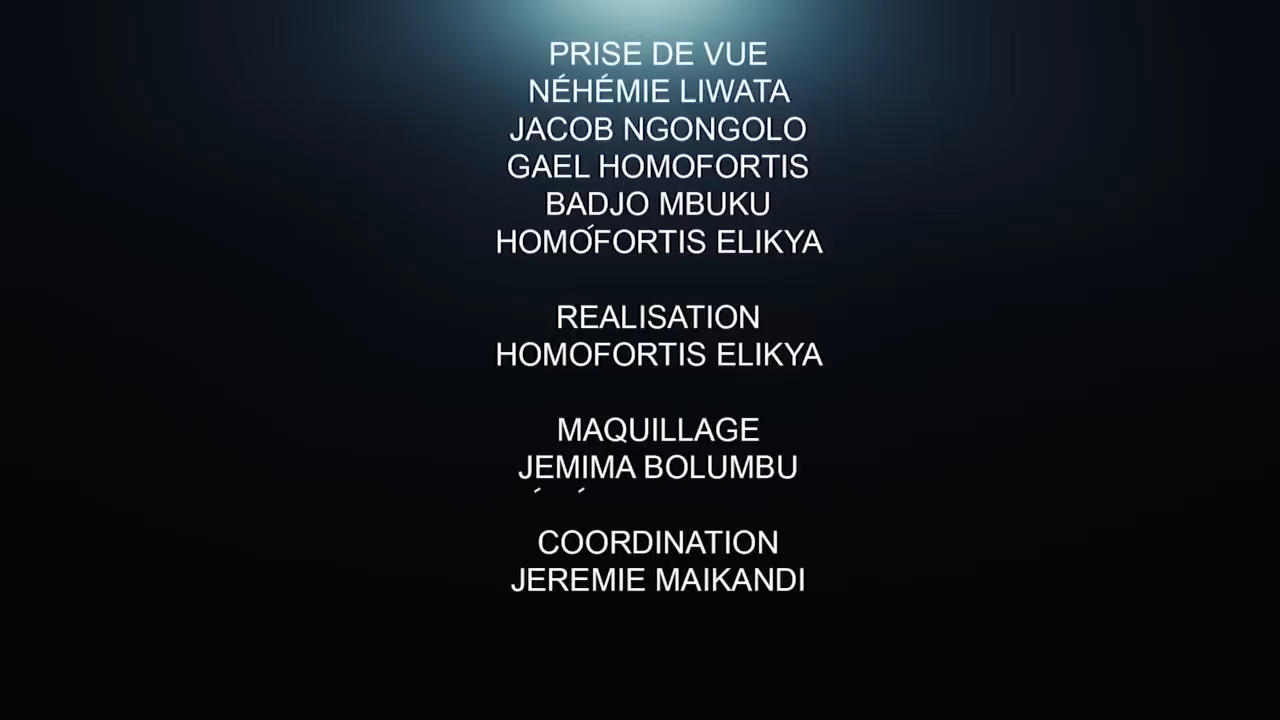 PRISE DE VUE
NÉHÉMIE LIWATA
JACOB NGONGOLO
GAEL HOMOFORTIS
BADJO MBUKU
HOMOFORTIS ELIKYA
REALISATION
HOMOFORTIS ELIKYA
MAQUILLAGE
JEMIMA BOLUMBU
COORDINATION
JEREMIE MAIKANDI